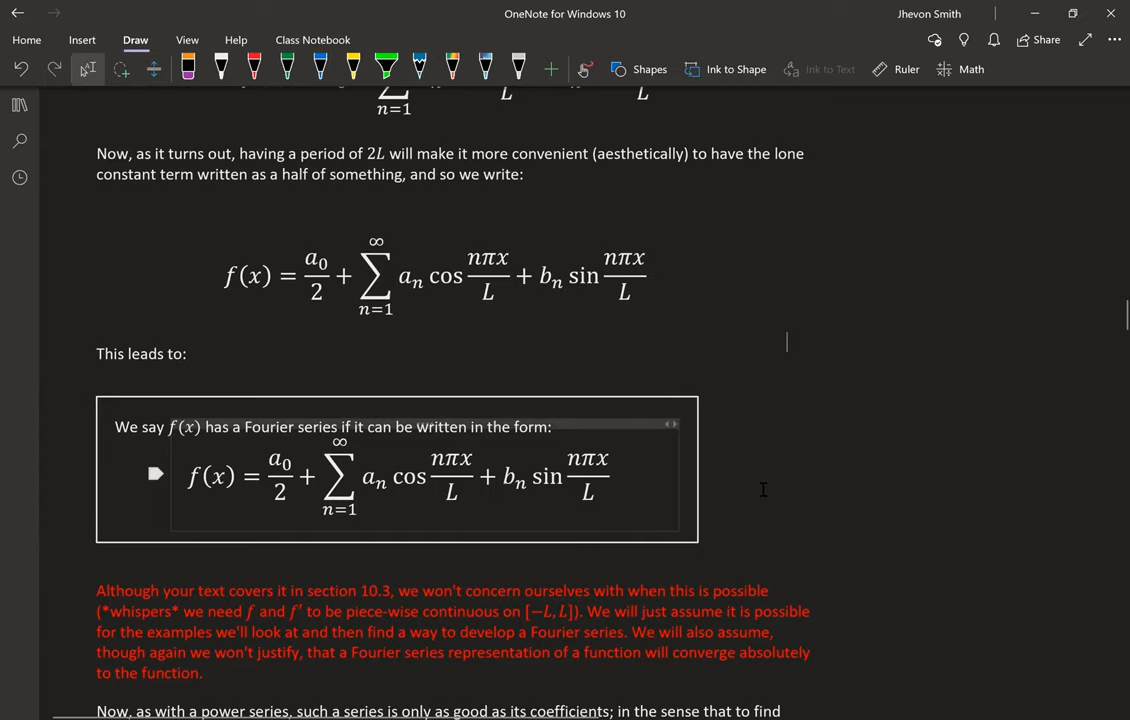 OneNote for Windows 10
Jhevon Smith
Home Insert Draw View Help Class Notebook
Share
Shapes Ink to Shape Ink to Text Ruler Math
n=1 L L
Now, as it turns out, having a period of 2L will make it more convenient (aesthetically) to have the lone
constant term written as a half of something, and so we write:
f(x) = a₀/2 + ∑_{n=1}^{∞} aₙ cos nπx/L + bₙ sin nπx/L
This leads to:
We say f(x) has a Fourier series if it can be written in the form:
f(x) = a₀/2 + ∑_{n=1}^{∞} aₙ cos nπx/L + bₙ sin nπx/L
Although your text covers it in section 10.3, we won't concern ourselves with when this is possible
(*whispers* we need f and f′ to be piece-wise continuous on [−L, L]). We will just assume it is possible
for the examples we'll look at and then find a way to develop a Fourier series. We will also assume,
though again we won't justify, that a Fourier series representation of a function will converge absolutely
to the function.
Now, as with a power series, such a series is only as good as its coefficients; in the sense that to find